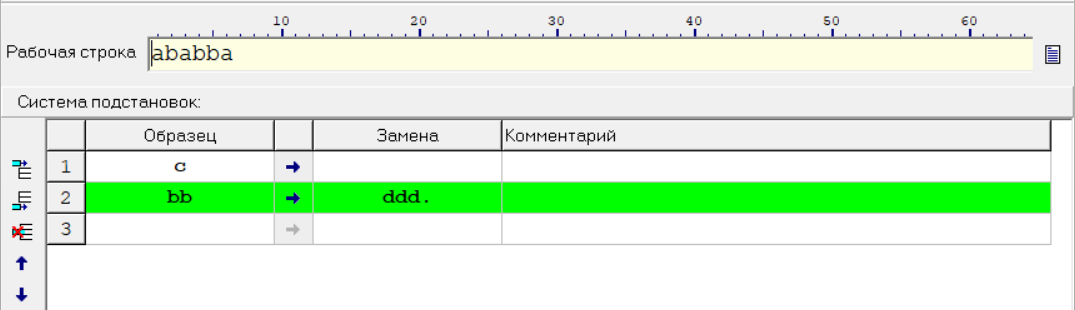 10 20 30 40 50 60
Рабочая строка ababba
Система подстановок:
Образец Замена Комментарий
1 c →
2 bb → ddd.
3 →